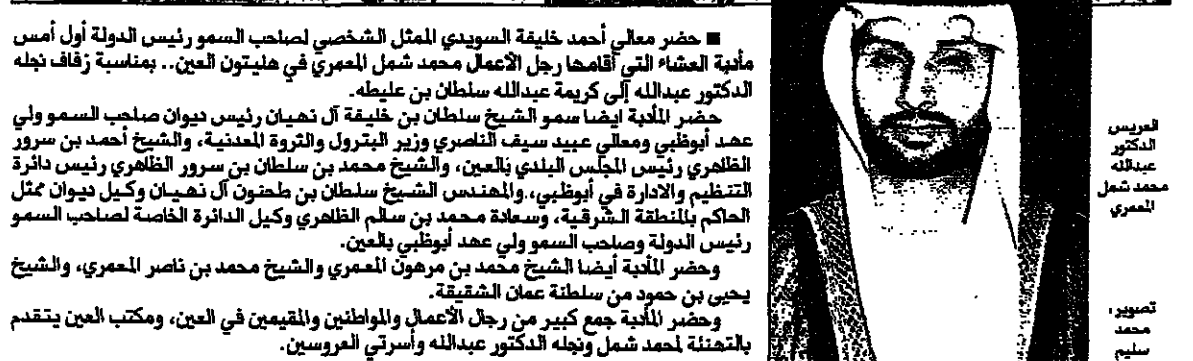 ■ حضر معالي أحمد خليفة السويدي الممثل الشخصي لصاحب السمو رئيس الدولة أول أمس
مأدبة العشاء التي أقامها رجل الأعمال محمد شمل المعمري في هليتون العين.. بمناسبة زفاف نجله
الدكتور عبدالله إلى كريمة عبدالله سلطان بن عليطه.
حضر المأدبة ايضا سمو الشيخ سلطان بن خليفة آل نهيان رئيس ديوان صاحب السمو ولي
عهد أبوظبي ومعالي عبيد سيف الناصري وزير البترول والثروة المعدنية، والشيخ أحمد بن سرور
الظاهري رئيس المجلس البلدي بالعين، والشيخ محمد بن سلطان بن سرور الظاهري رئيس دائرة
التنظيم والادارة في أبوظبي، والمهندس الشيخ سلطان بن طحنون آل نهيان وكيل ديوان ممثل
الحاكم بالمنطقة الشرقية، وسعادة محمد بن سالم الظاهري وكيل الدائرة الخاصة لصاحب السمو
رئيس الدولة وصاحب السمو ولي عهد أبوظبي بالعين.
وحضر المأدبة أيضا الشيخ محمد بن مرهون المعمري والشيخ محمد بن ناصر المعمري، والشيخ
يحيى بن حمود من سلطنة عمان الشقيقة.
وحضر المأدبة جمع كبير من رجال الأعمال والمواطنين والمقيمين في العين، ومكتب العين يتقدم
بالتهنئة لمحمد شمل ونجله الدكتور عبدالله وأسرتي العروسين.
العريس
الدكتور
عبدالله
محمد شمل
المعمري
تصوير،
محمد
سليم